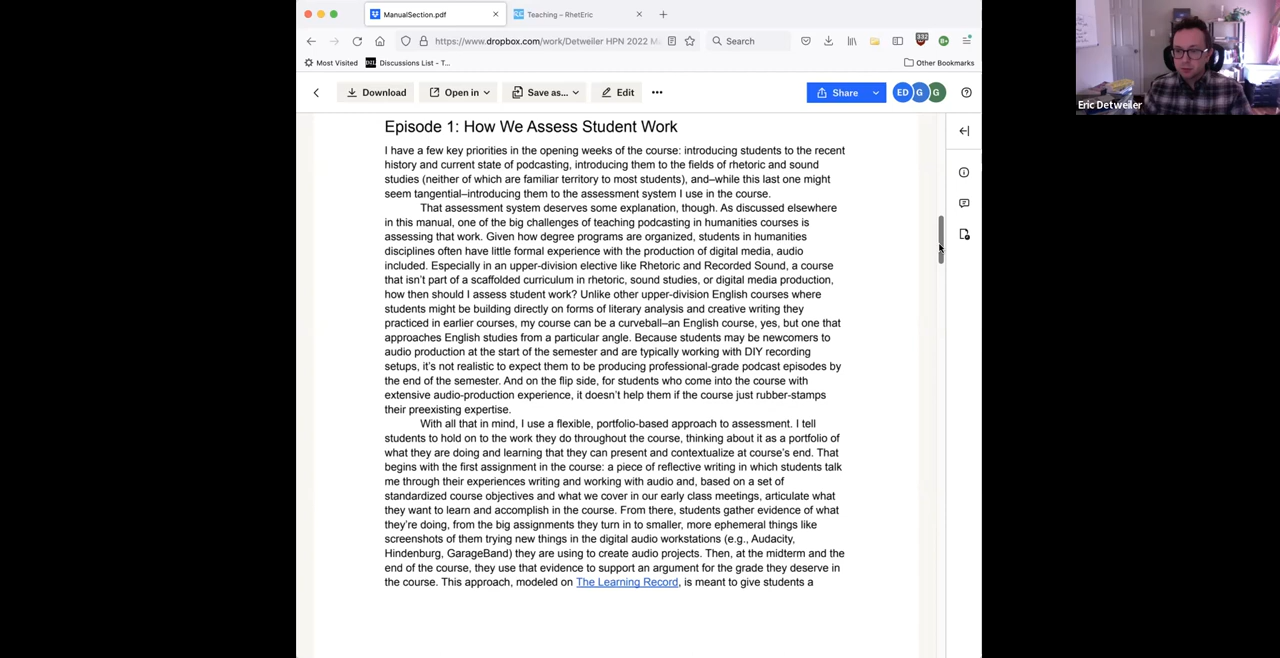 ManualSection.pdf
Teaching – RhetEric
https://www.dropbox.com/work/Detweiler HPN 2022 M
Search
332
Most Visited
Discussions List - T...
Other Bookmarks
Download
Open in
Save as...
Edit
Share
ED
G
G
Eric Detweiler
Episode 1: How We Assess Student Work
I have a few key priorities in the opening weeks of the course: introducing students to the recent
history and current state of podcasting, introducing them to the fields of rhetoric and sound
studies (neither of which are familiar territory to most students), and–while this last one might
seem tangential–introducing them to the assessment system I use in the course.
That assessment system deserves some explanation, though. As discussed elsewhere
in this manual, one of the big challenges of teaching podcasting in humanities courses is
assessing that work. Given how degree programs are organized, students in humanities
disciplines often have little formal experience with the production of digital media, audio
included. Especially in an upper-division elective like Rhetoric and Recorded Sound, a course
that isn’t part of a scaffolded curriculum in rhetoric, sound studies, or digital media production,
how then should I assess student work? Unlike other upper-division English courses where
students might be building directly on forms of literary analysis and creative writing they
practiced in earlier courses, my course can be a curveball–an English course, yes, but one that
approaches English studies from a particular angle. Because students may be newcomers to
audio production at the start of the semester and are typically working with DIY recording
setups, it’s not realistic to expect them to be producing professional-grade podcast episodes by
the end of the semester. And on the flip side, for students who come into the course with
extensive audio-production experience, it doesn’t help them if the course just rubber-stamps
their preexisting expertise.
With all that in mind, I use a flexible, portfolio-based approach to assessment. I tell
students to hold on to the work they do throughout the course, thinking about it as a portfolio of
what they are doing and learning that they can present and contextualize at course’s end. That
begins with the first assignment in the course: a piece of reflective writing in which students talk
me through their experiences writing and working with audio and, based on a set of
standardized course objectives and what we cover in our early class meetings, articulate what
they want to learn and accomplish in the course. From there, students gather evidence of what
they’re doing, from the big assignments they turn in to smaller, more ephemeral things like
screenshots of them trying new things in the digital audio workstations (e.g., Audacity,
Hindenburg, GarageBand) they are using to create audio projects. Then, at the midterm and the
end of the course, they use that evidence to support an argument for the grade they deserve in
the course. This approach, modeled on The Learning Record, is meant to give students a